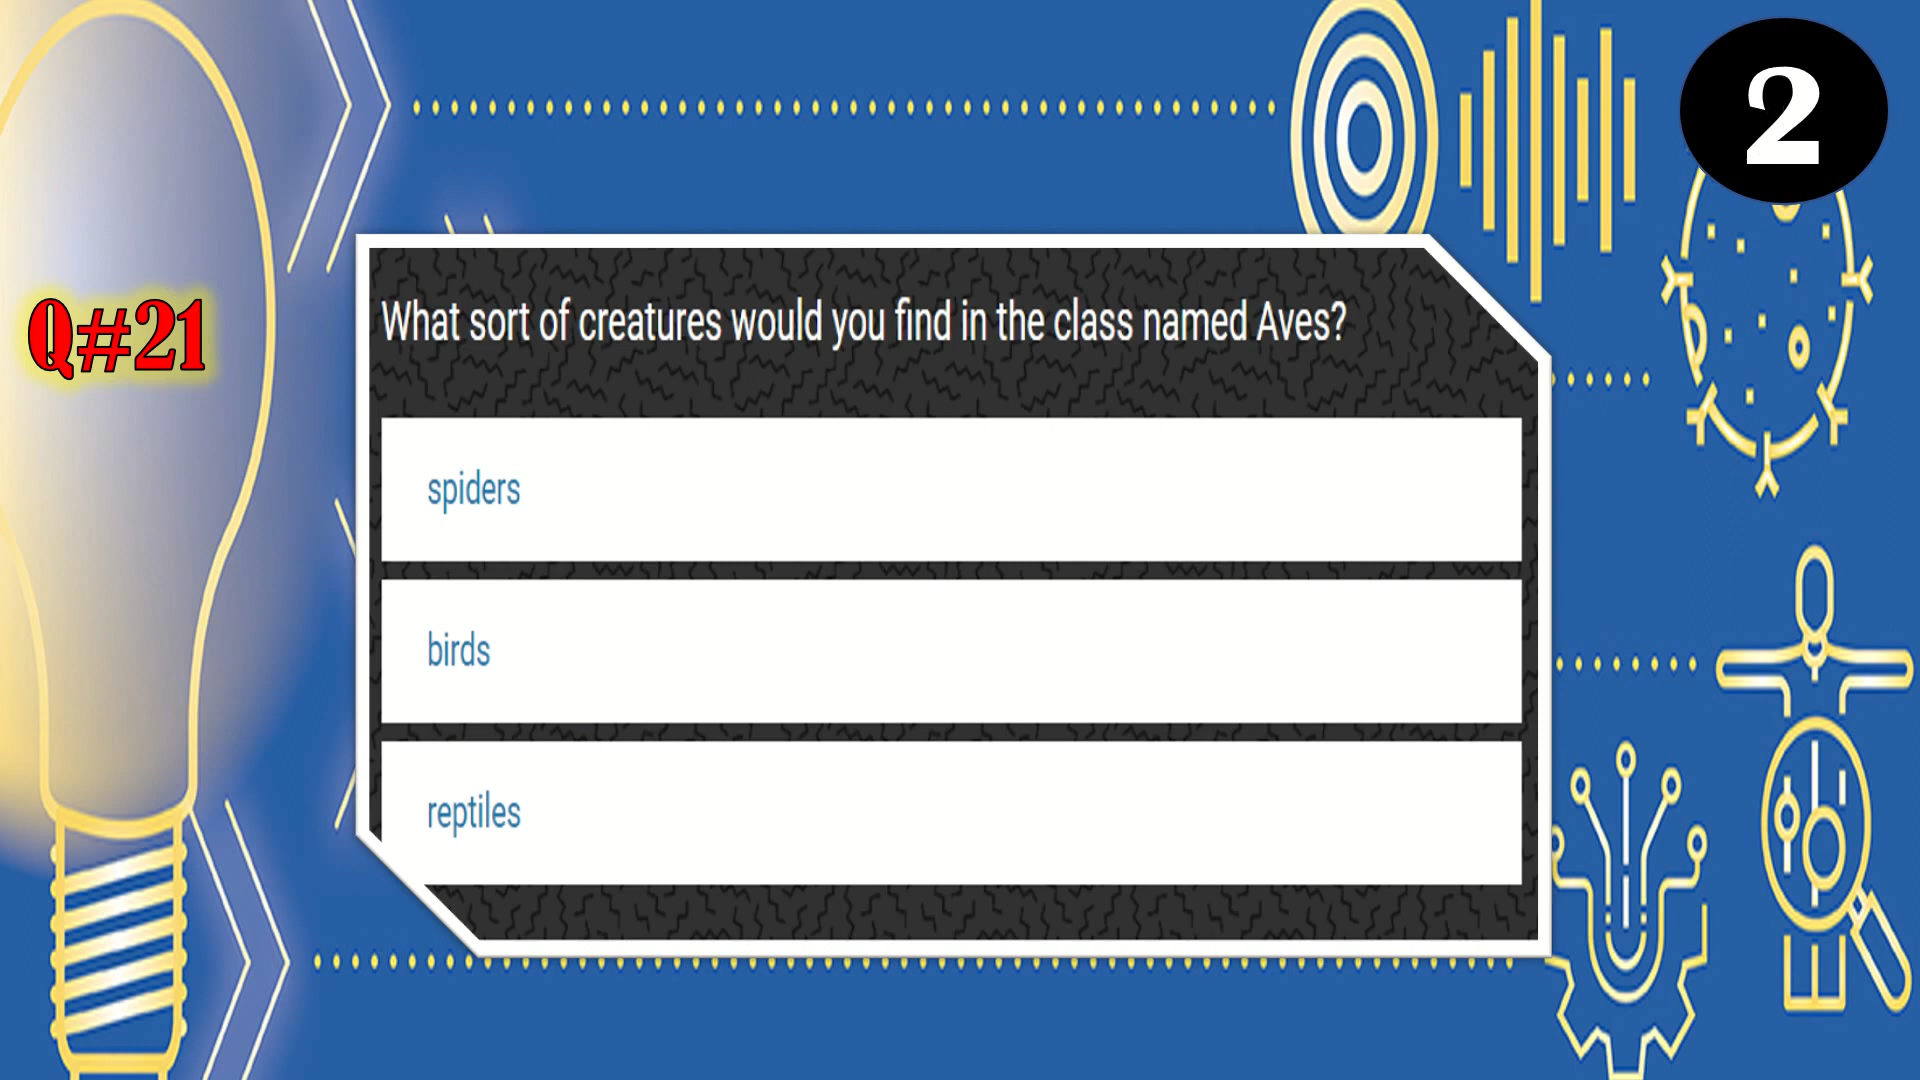 2
Q#21
What sort of creatures would you find in the class named Aves?
spiders
birds
reptiles